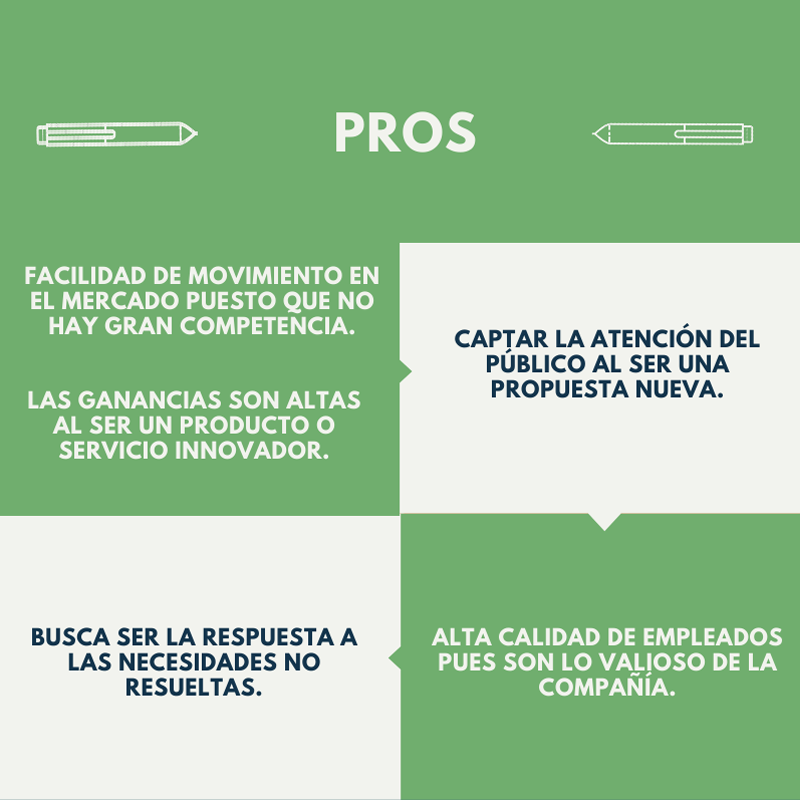 PROS
FACILIDAD DE MOVIMIENTO EN
EL MERCADO PUESTO QUE NO
HAY GRAN COMPETENCIA.
LAS GANANCIAS SON ALTAS
AL SER UN PRODUCTO O
SERVICIO INNOVADOR.
CAPTAR LA ATENCIÓN DEL
PÚBLICO AL SER UNA
PROPUESTA NUEVA.
ALTA CALIDAD DE EMPLEADOS
PUES SON LO VALIOSO DE LA
COMPAÑÍA.
BUSCA SER LA RESPUESTA A
LAS NECESIDADES NO
RESUELTAS.